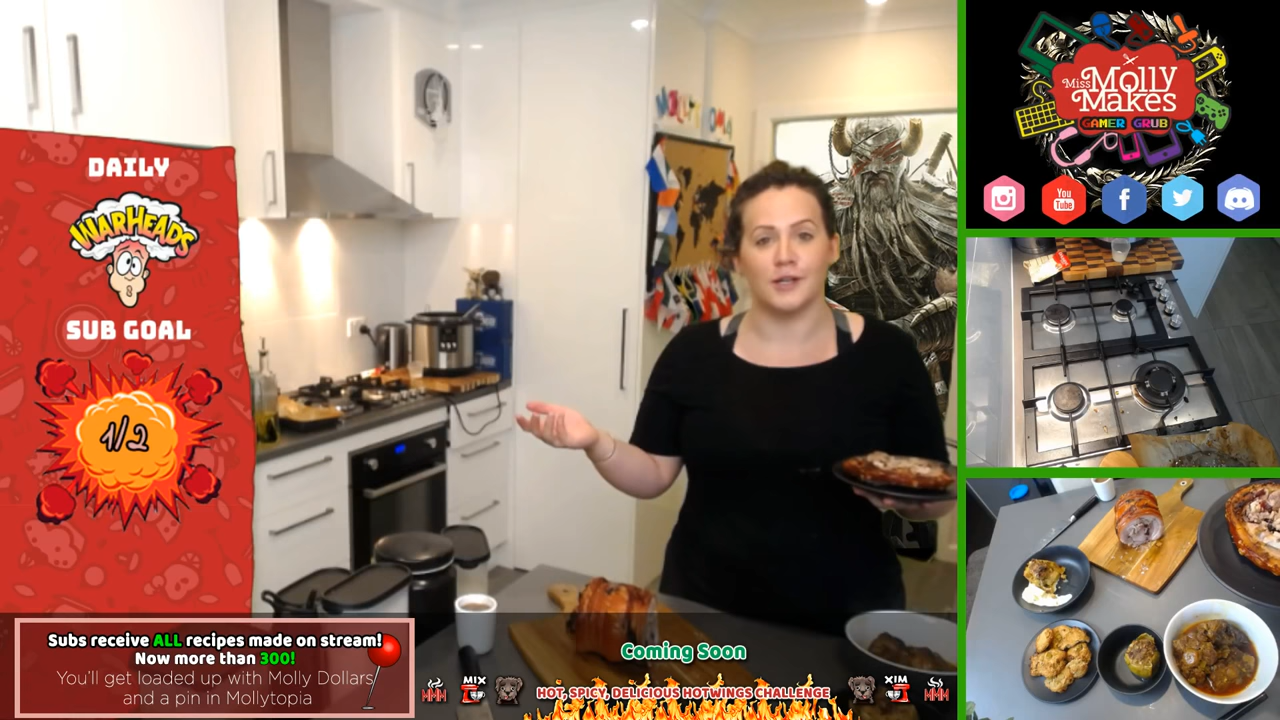 DAILY
WARHEADS
SUB GOAL
1/2
Subs receive ALL recipes made on stream!
Now more than 300!
You'll get loaded up with Molly Dollars
and a pin in Mollytopia
Coming Soon
MIX
HOT, SPICY, DELICIOUS HOTWINGS CHALLENGE
XIM
Miss Molly
Makes
GAMER GRUB
You
Tube